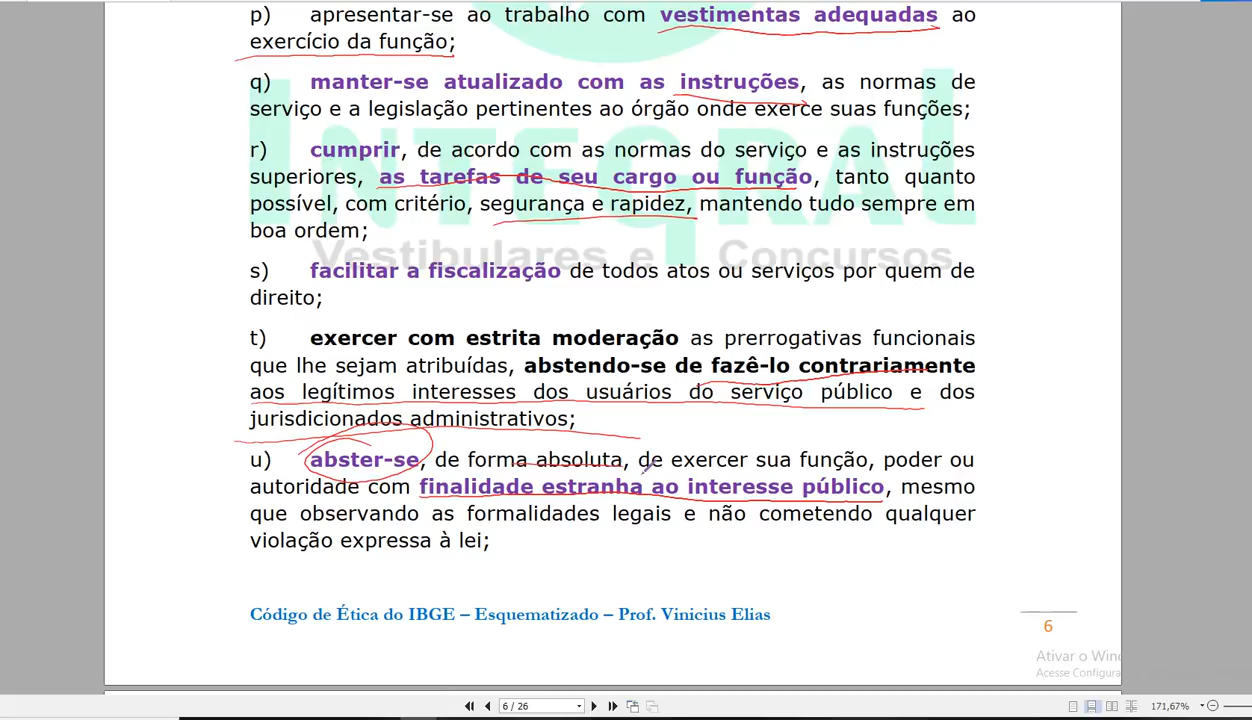 p) apresentar-se ao trabalho com vestimentas adequadas ao
exercício da função;
q) manter-se atualizado com as instruções, as normas de
serviço e a legislação pertinentes ao órgão onde exerce suas funções;
r) cumprir, de acordo com as normas do serviço e as instruções
superiores, as tarefas de seu cargo ou função, tanto quanto
possível, com critério, segurança e rapidez, mantendo tudo sempre em
boa ordem;
INTEGRAL
Vestibulares e Concursos
s) facilitar a fiscalização de todos atos ou serviços por quem de
direito;
t) exercer com estrita moderação as prerrogativas funcionais
que lhe sejam atribuídas, abstendo-se de fazê-lo contrariamente
aos legítimos interesses dos usuários do serviço público e dos
jurisdicionados administrativos;
u) abster-se, de forma absoluta, de exercer sua função, poder ou
autoridade com finalidade estranha ao interesse público, mesmo
que observando as formalidades legais e não cometendo qualquer
violação expressa à lei;
Código de Ética do IBGE – Esquematizado – Prof. Vinicius Elias
6
Ativar o Win
Acesse Configura
6 / 26
171,67%